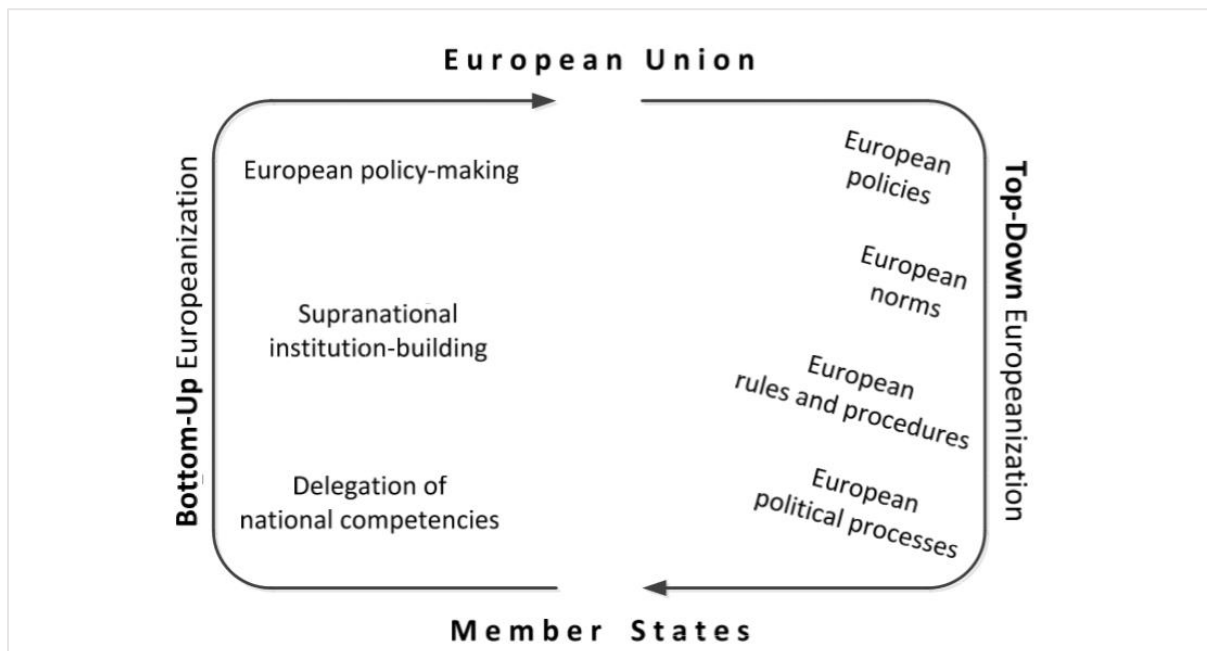 European Union
Bottom-Up Europeanization
European policy-making
Supranational
institution-building
Delegation of
national competencies
European
policies
European
norms
European
rules and procedures
European
political processes
Top-Down Europeanization
Member States